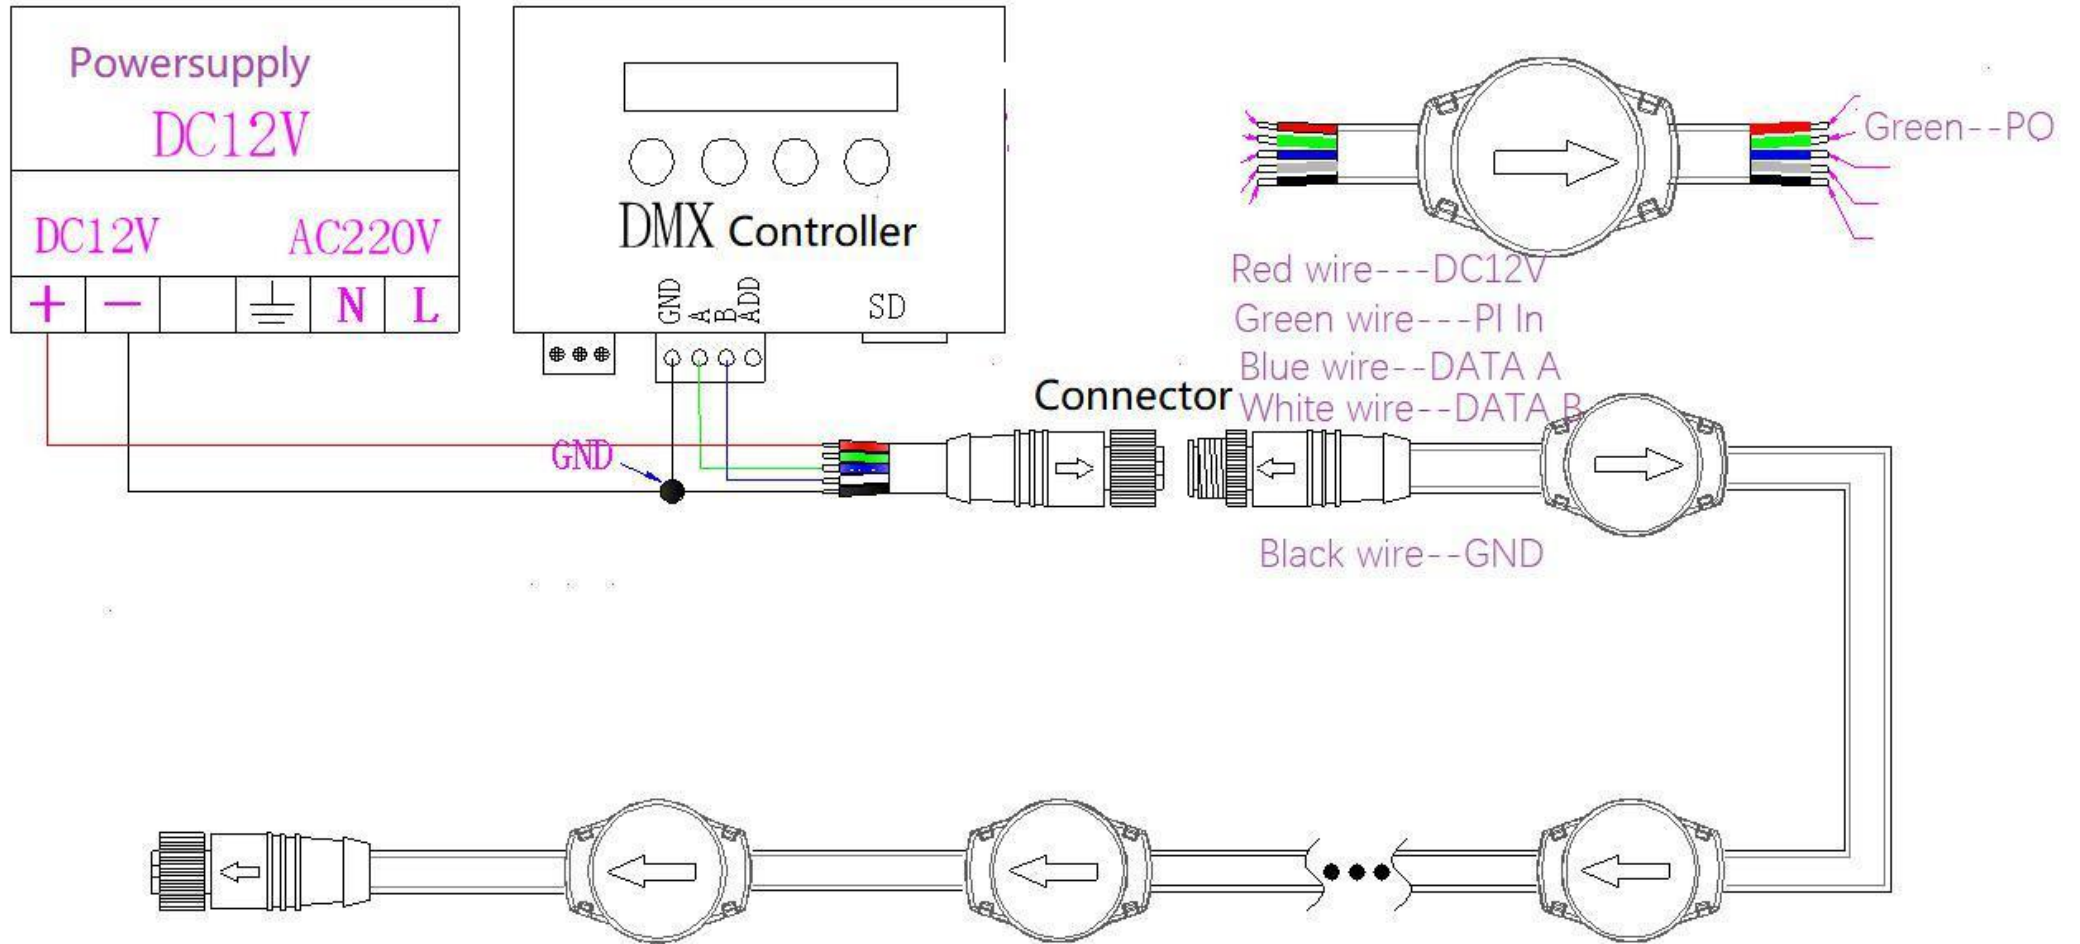 Powersupply
DC12V
DC12V AC220V
+ − N L
DMX Controller
GND A B ADD
SD
GND
Connector
Green--PO
Red wire---DC12V
Green wire---PI In
Blue wire--DATA A
White wire--DATA B
Black wire--GND